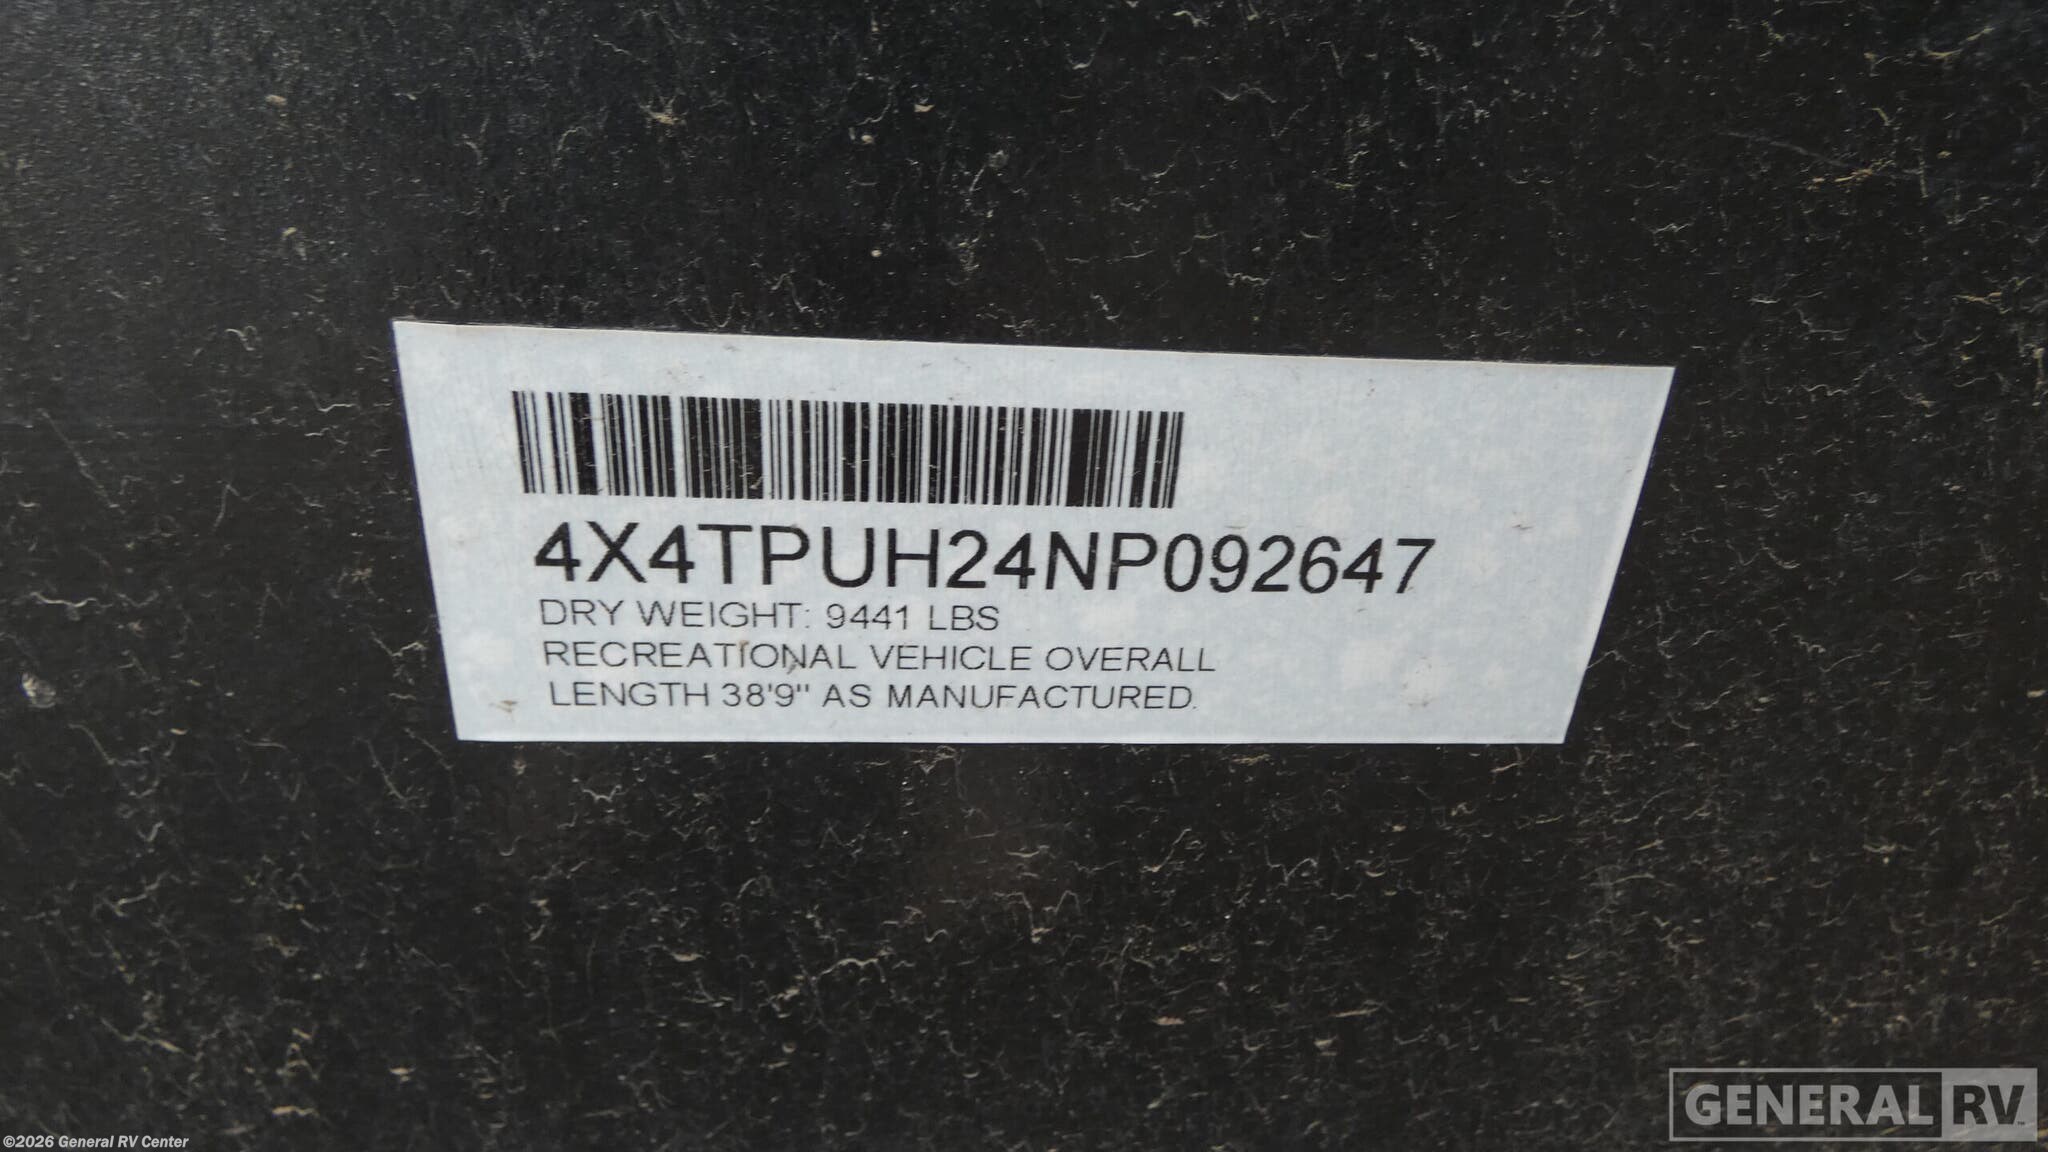 4X4TPUH24NP092647
DRY WEIGHT: 9441 LBS
RECREATIONAL VEHICLE OVERALL
LENGTH 38'9" AS MANUFACTURED.
GENERAL RV
©2026 General RV Center